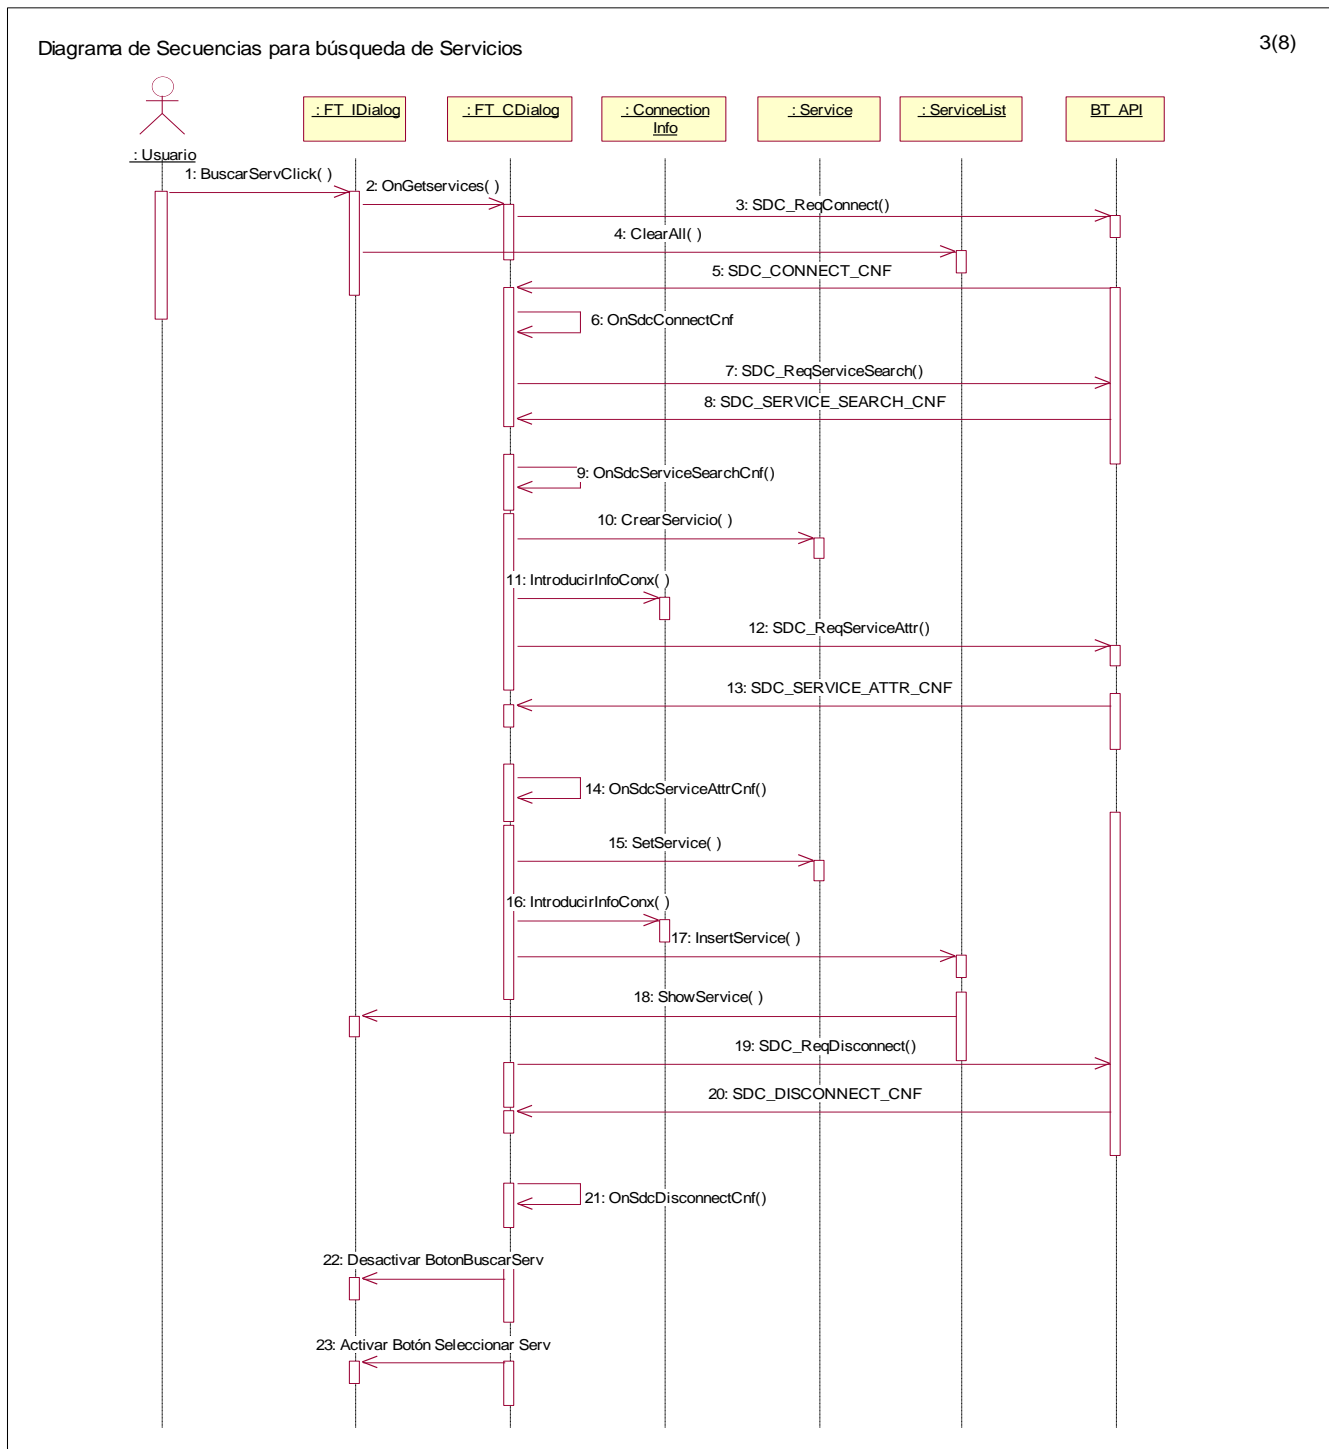 Diagrama de Secuencias para búsqueda de Servicios
3(8)
: FT_IDialog
: FT_CDialog
: Connection
Info
: Service
: ServiceList
BT_API
: Usuario
1: BuscarServClick( )
2: OnGetservices( )
3: SDC_ReqConnect()
4: ClearAll( )
5: SDC_CONNECT_CNF
6: OnSdcConnectCnf
7: SDC_ReqServiceSearch()
8: SDC_SERVICE_SEARCH_CNF
9: OnSdcServiceSearchCnf()
10: CrearServicio( )
11: IntroducirInfoConx( )
12: SDC_ReqServiceAttr()
13: SDC_SERVICE_ATTR_CNF
14: OnSdcServiceAttrCnf()
15: SetService( )
16: IntroducirInfoConx( )
17: InsertService( )
18: ShowService( )
19: SDC_ReqDisconnect()
20: SDC_DISCONNECT_CNF
21: OnSdcDisconnectCnf()
22: Desactivar BotonBuscarServ
23: Activar Botón Seleccionar Serv